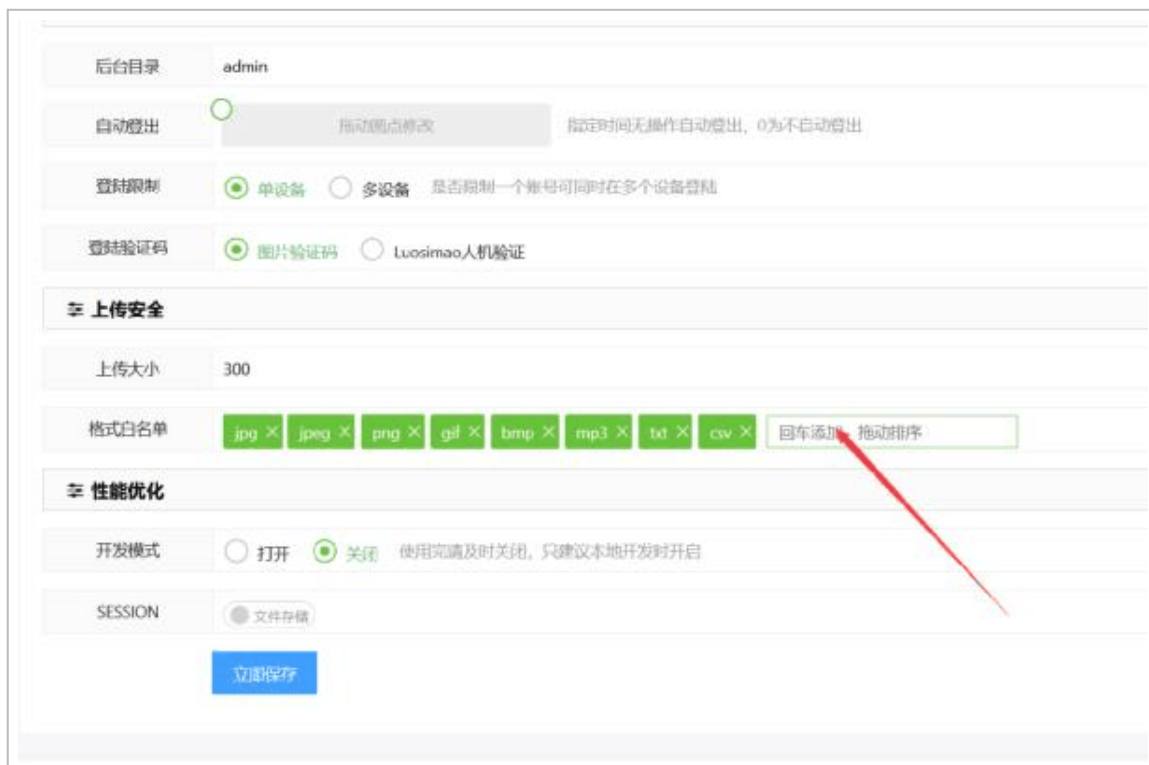 后台目录 admin
自动登出 拖动圆点修改 指定时间无操作自动登出，0为不自动登出
登陆限制 单设备 多设备 是否限制一个账号可同时在多个设备登陆
登陆验证码 图片验证码 Luosimao人机验证
上传安全
上传大小 300
格式白名单 jpg × jpeg × png × gif × bmp × mp3 × txt × csv × 回车添加，拖动排序
性能优化
开发模式 打开 关闭 使用完请及时关闭，只建议本地开发时开启
SESSION 文件存储
立即保存